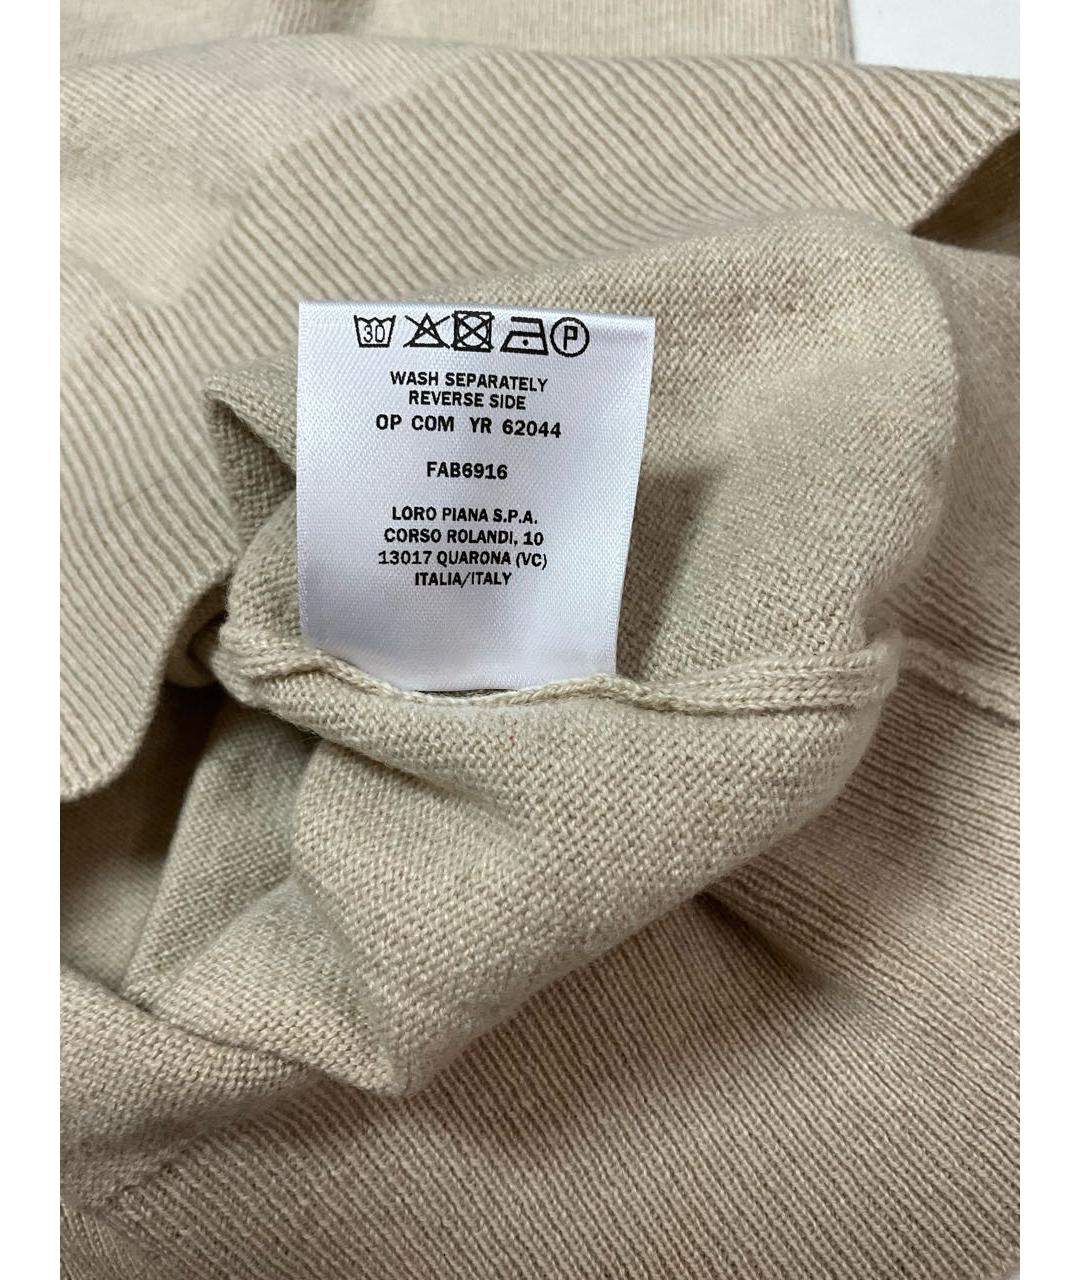 30 P
WASH SEPARATELY
REVERSE SIDE
OP COM YR 62044
FAB6916
LORO PIANA S.P.A.
CORSO ROLANDI, 10
13017 QUARONA (VC)
ITALIA/ITALY